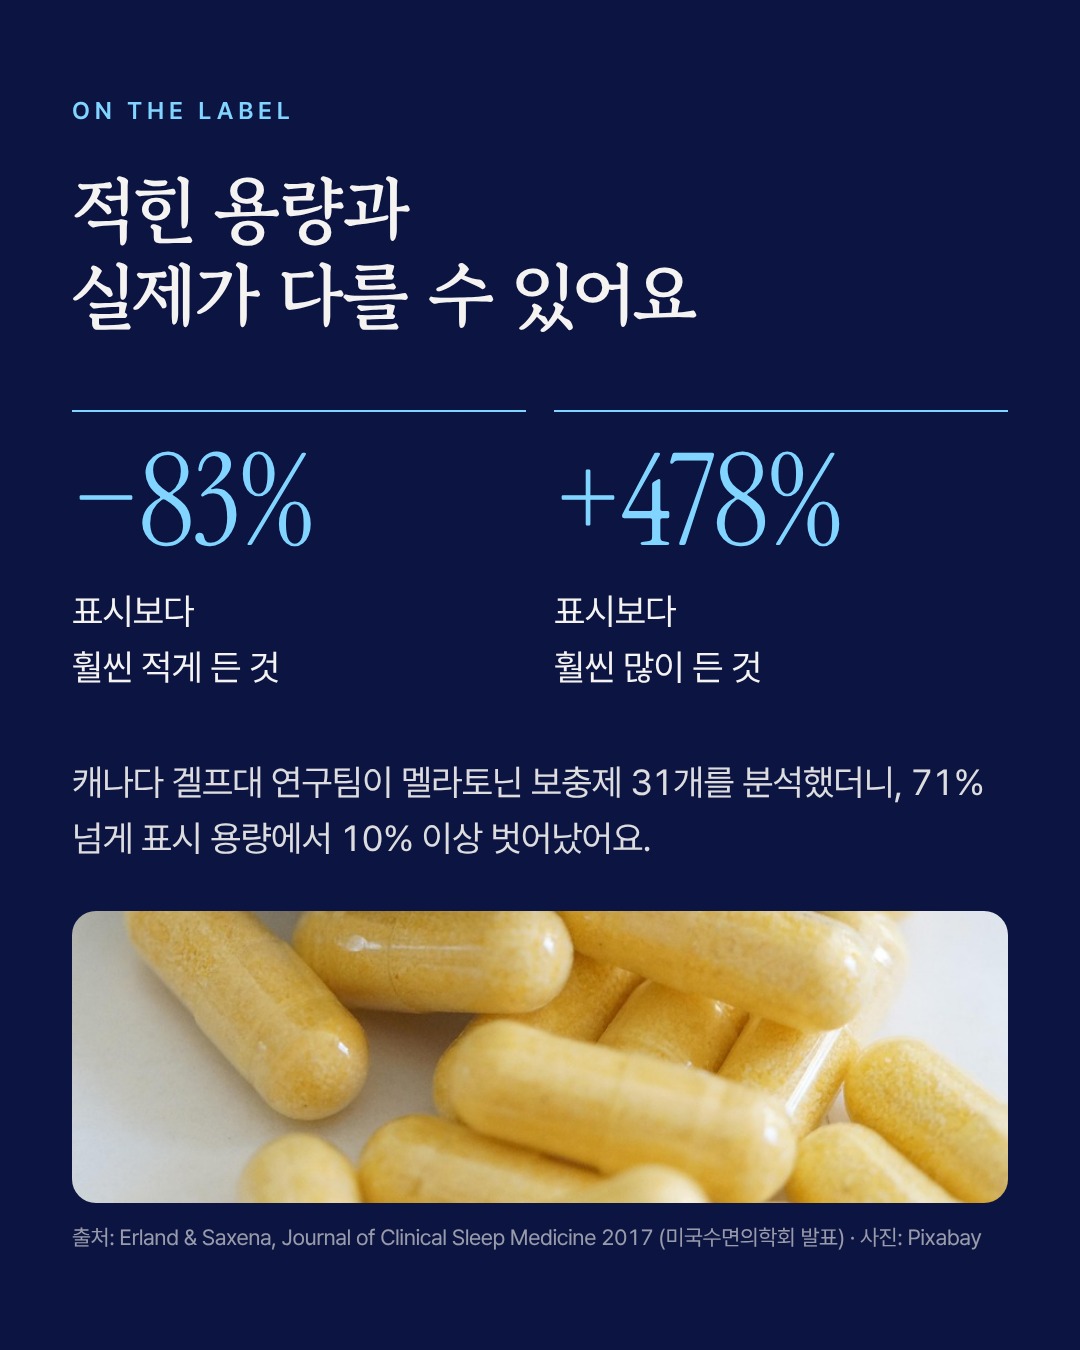 ON THE LABEL
적힌 용량과
실제가 다를 수 있어요
−83%
표시보다
훨씬 적게 든 것
+478%
표시보다
훨씬 많이 든 것
캐나다 겔프대 연구팀이 멜라토닌 보충제 31개를 분석했더니, 71%
넘게 표시 용량에서 10% 이상 벗어났어요.
출처: Erland & Saxena, Journal of Clinical Sleep Medicine 2017 (미국수면의학회 발표) · 사진: Pixabay